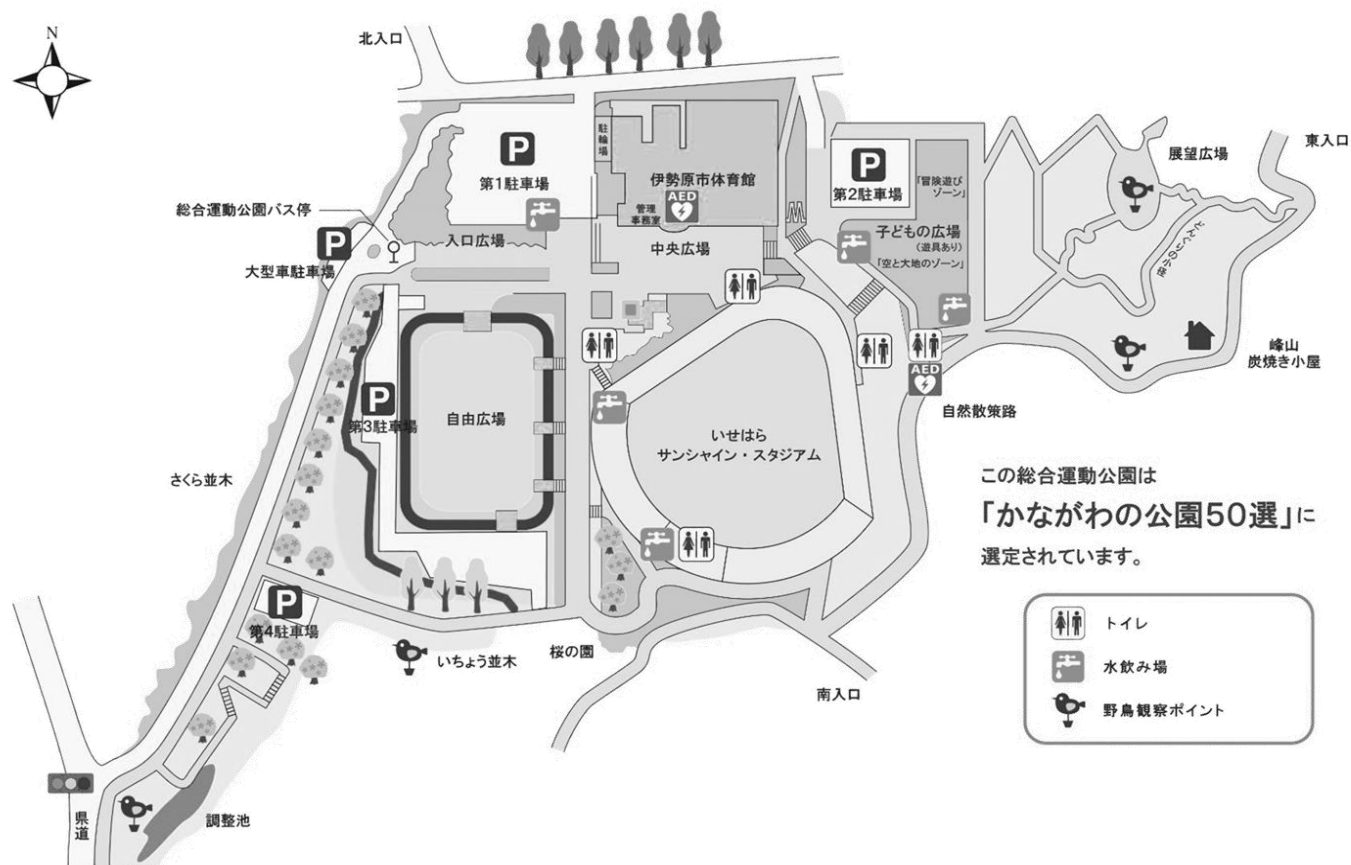 N
北入口
P
第1駐車場
駐輪場
伊勢原市体育館
AED
管理
事務室
P
第2駐車場
「冒険遊び
ゾーン」
展望広場
東入口
総合運動公園バス停
P
大型車駐車場
入口広場
中央広場
子どもの広場
(遊具あり)
「空と大地のゾーン」
どんぐりの小径
峰山
炭焼き小屋
AED
自然散策路
P
第3駐車場
自由広場
いせはら
サンシャイン・スタジアム
さくら並木
この総合運動公園は
「かながわの公園50選」に
選定されています。
P
第4駐車場
いちょう並木
桜の園
南入口
トイレ
水飲み場
野鳥観察ポイント
県道
調整池